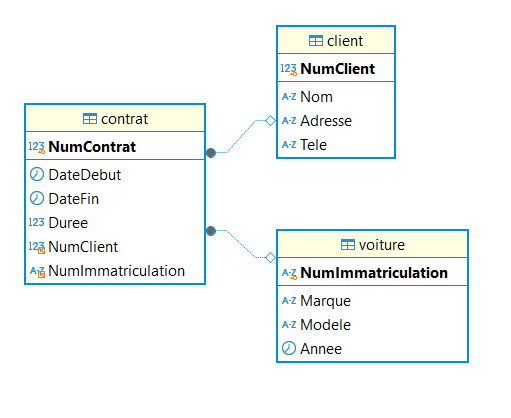 client
123 NumClient
A-Z Nom
A-Z Adresse
A-Z Tele
contrat
123 NumContrat
DateDebut
DateFin
123 Duree
123 NumClient
A-Z NumImmatriculation
voiture
A-Z NumImmatriculation
A-Z Marque
A-Z Modele
Annee